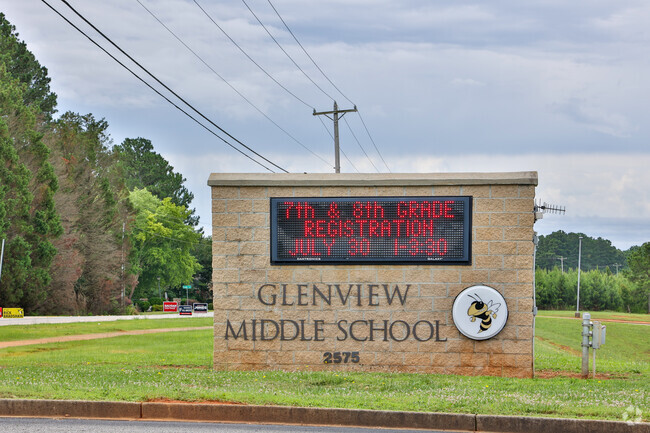 7th & 8th GRADE
REGISTRATION
JULY 30 1-3:30
GLENVIEW
MIDDLE SCHOOL
2575